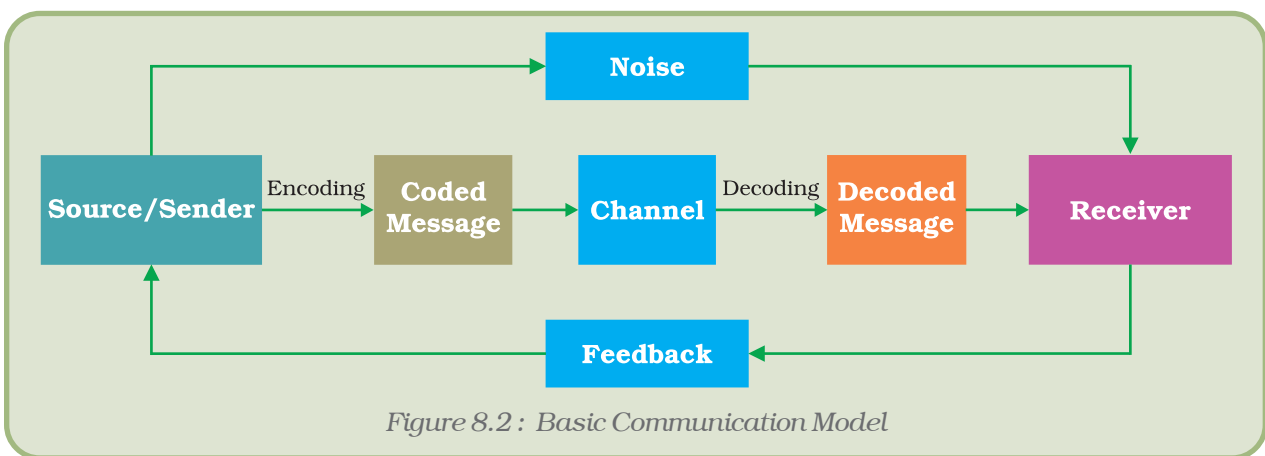 Noise
Source/Sender
Encoding
Coded
Message
Channel
Decoding
Decoded
Message
Receiver
Feedback
Figure 8.2 : Basic Communication Model